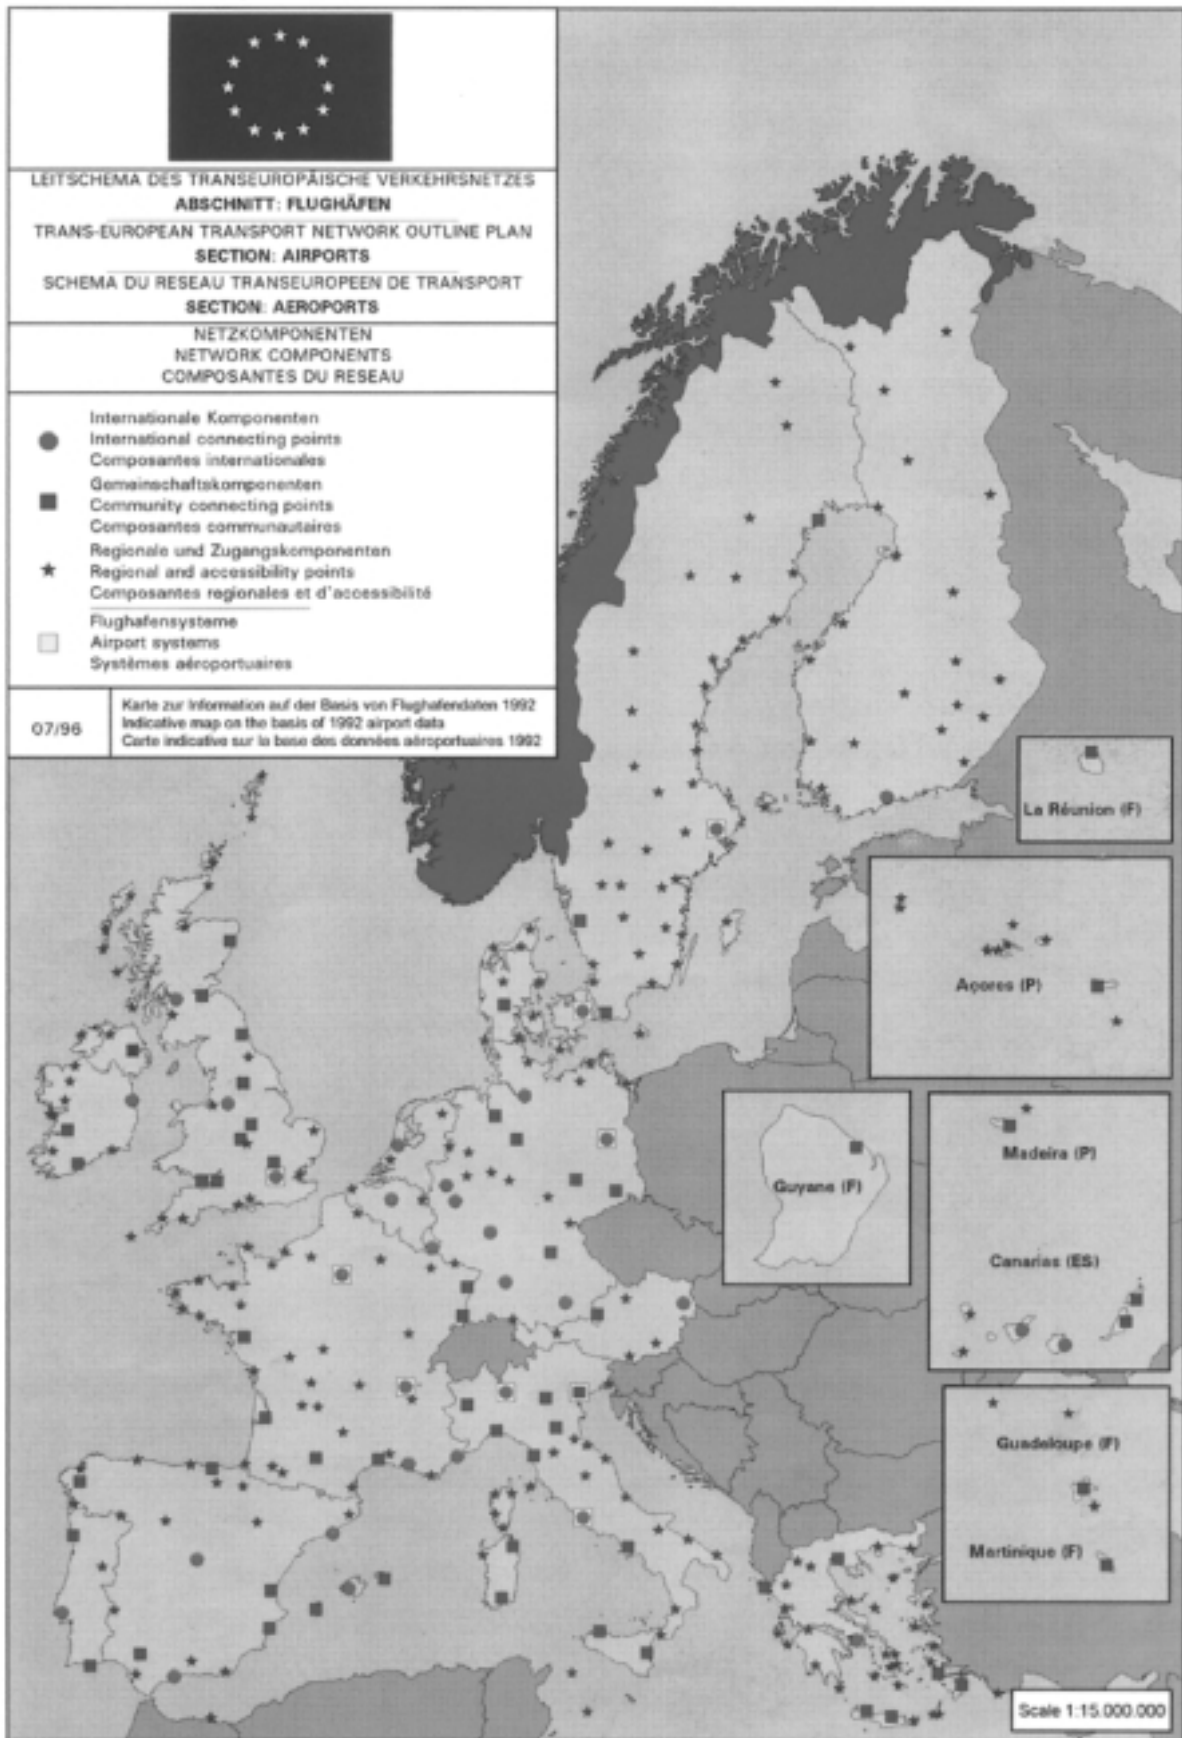 LEITSCHEMA DES TRANSEUROPÄISCHE VERKEHRSNETZES
ABSCHNITT: FLUGHÄFEN
TRANS-EUROPEAN TRANSPORT NETWORK OUTLINE PLAN
SECTION: AIRPORTS
SCHEMA DU RESEAU TRANSEUROPEEN DE TRANSPORT
SECTION: AEROPORTS
NETZKOMPONENTEN
NETWORK COMPONENTS
COMPOSANTES DU RESEAU
Internationale Komponenten
International connecting points
Composantes internationales
Gemeinschaftskomponenten
Community connecting points
Composantes communautaires
Regionale und Zugangskomponenten
Regional and accessibility points
Composantes regionales et d'accessibilité
Flughafensysteme
Airport systems
Systèmes aéroportuaires
07/96
Karte zur Information auf der Basis von Flughafendaten 1992
Indicative map on the basis of 1992 airport data
Carte indicative sur la base des données aéroportuaires 1992
La Réunion (F)
Açores (P)
Madeira (P)
Guyane (F)
Canarias (ES)
Guadeloupe (F)
Martinique (F)
Scale 1:15.000.000